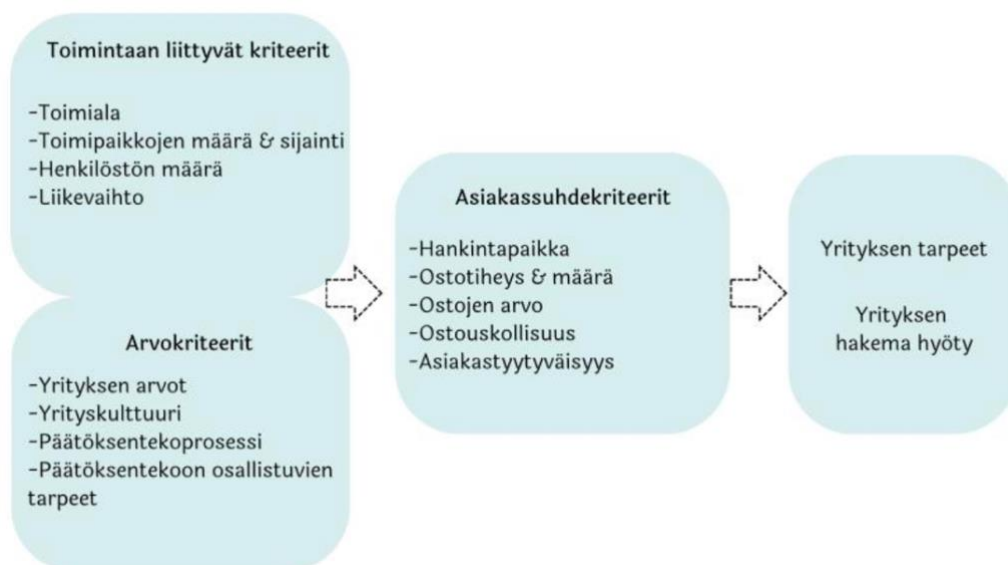 Toimintaan liittyvät kriteerit
-Toimiala
-Toimipaikkojen määrä & sijainti
-Henkilöstön määrä
-Liikevaihto
Arvokriteerit
-Yrityksen arvot
-Yrityskulttuuri
-Päätöksentekoprosessi
-Päätöksentekoon osallistuvien
tarpeet
Asiakassuhdekriteerit
-Hankintapaikka
-Ostotiheys & määrä
-Ostojen arvo
-Ostouskollisuus
-Asiakastyytyväisyys
Yrityksen tarpeet
Yrityksen
hakema hyöty